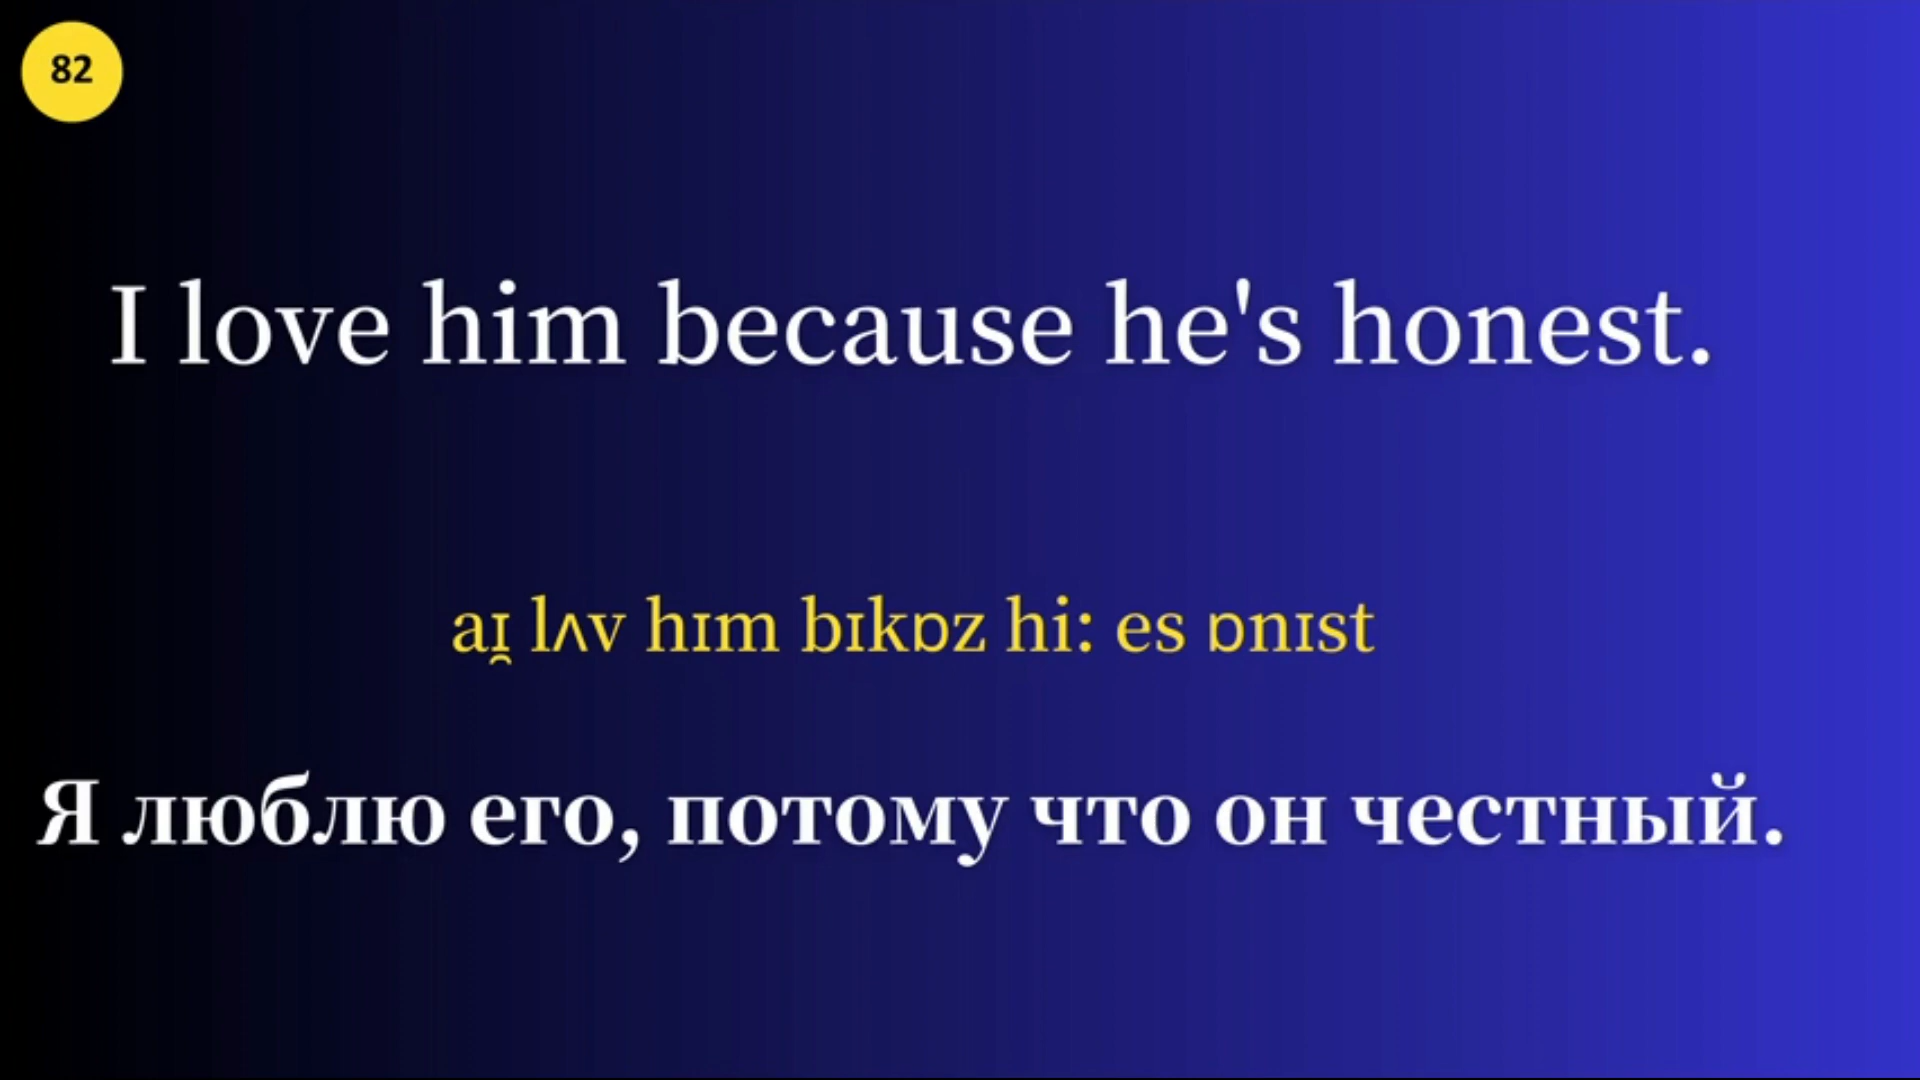 82
I love him because he's honest.
aɪ̯ lʌv hɪm bɪkɒz hi: es ɒnɪst
Я люблю его, потому что он честный.